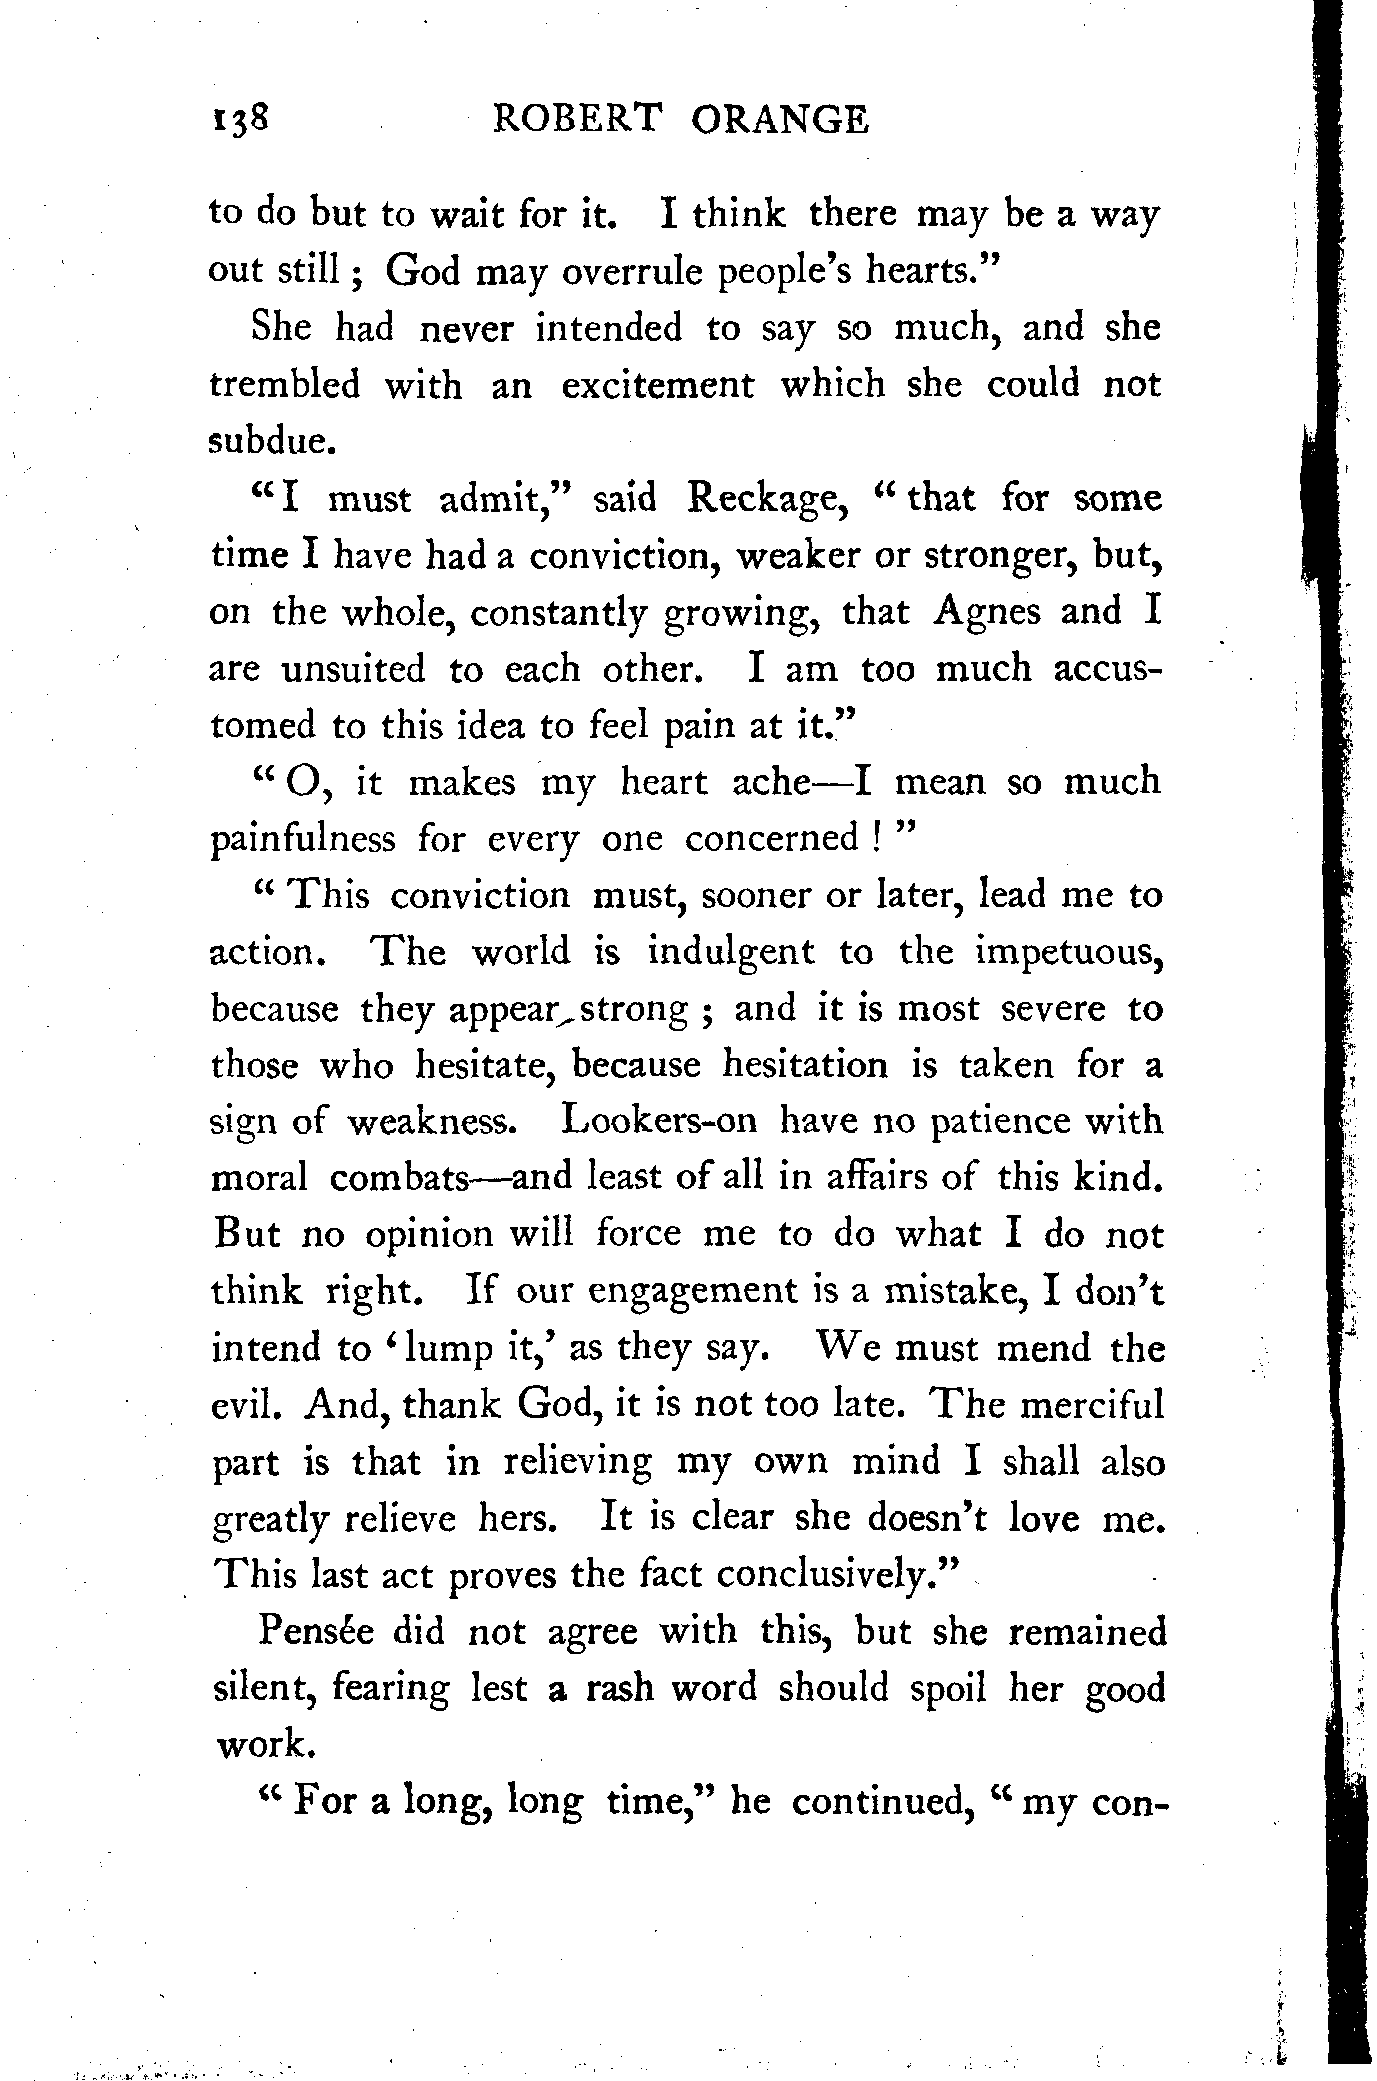 138 ROBERT ORANGE
to do but to wait for it. I think there may be a way
out still ; God may overrule people's hearts."
She had never intended to say so much, and she
trembled with an excitement which she could not
subdue.
"I must admit," said Reckage, "that for some
time I have had a conviction, weaker or stronger, but,
on the whole, constantly growing, that Agnes and I
are unsuited to each other. I am too much accus-
tomed to this idea to feel pain at it."
"O, it makes my heart ache—I mean so much
painfulness for every one concerned ! "
"This conviction must, sooner or later, lead me to
action. The world is indulgent to the impetuous,
because they appear strong ; and it is most severe to
those who hesitate, because hesitation is taken for a
sign of weakness. Lookers-on have no patience with
moral combats—and least of all in affairs of this kind.
But no opinion will force me to do what I do not
think right. If our engagement is a mistake, I don't
intend to 'lump it,' as they say. We must mend the
evil. And, thank God, it is not too late. The merciful
part is that in relieving my own mind I shall also
greatly relieve hers. It is clear she doesn't love me.
This last act proves the fact conclusively."
Pensée did not agree with this, but she remained
silent, fearing lest a rash word should spoil her good
work.
"For a long, long time," he continued, "my con-